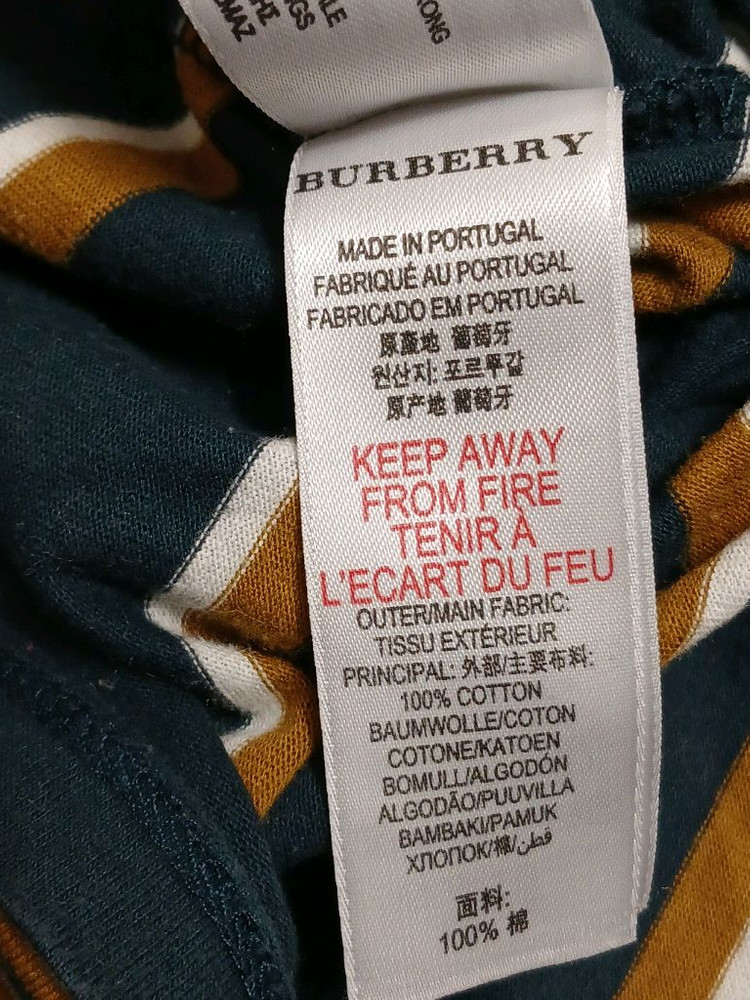 BURBERRY
MADE IN PORTUGAL
FABRIQUÉ AU PORTUGAL
FABRICADO EM PORTUGAL
原產地 葡萄牙
원산지: 포르투갈
原产地 葡萄牙
KEEP AWAY
FROM FIRE
TENIR À
L'ECART DU FEU
OUTER/MAIN FABRIC:
TISSU EXTÉRIEUR
PRINCIPAL: 外部/主要布料:
100% COTTON
BAUMWOLLE/COTON
COTONE/KATOEN
BOMULL/ALGODÓN
ALGODÃO/PUUVILLA
BAMBAKI/PAMUK
ХЛОПОК/棉/قطن
面料:
100% 棉